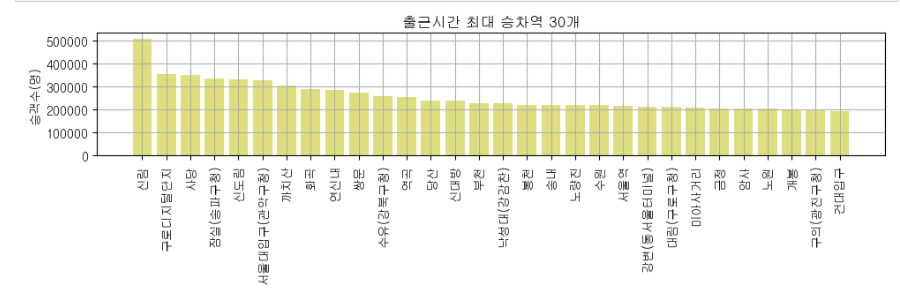 출근시간 최대 승차역 30개
승객수(명)
500000
400000
300000
200000
100000
0
신림
구로디지털단지
사당
잠실(송파구청)
신도림
서울대입구(관악구청)
까치산
화곡
연신내
쌍문
수유(강북구청)
역곡
당산
신대방
부천
낙성대(강감찬)
봉천
송내
노량진
수원
서울역
강변(동서울터미널)
대림(구로구청)
미아사거리
금정
암사
노원
개봉
구의(광진구청)
건대입구